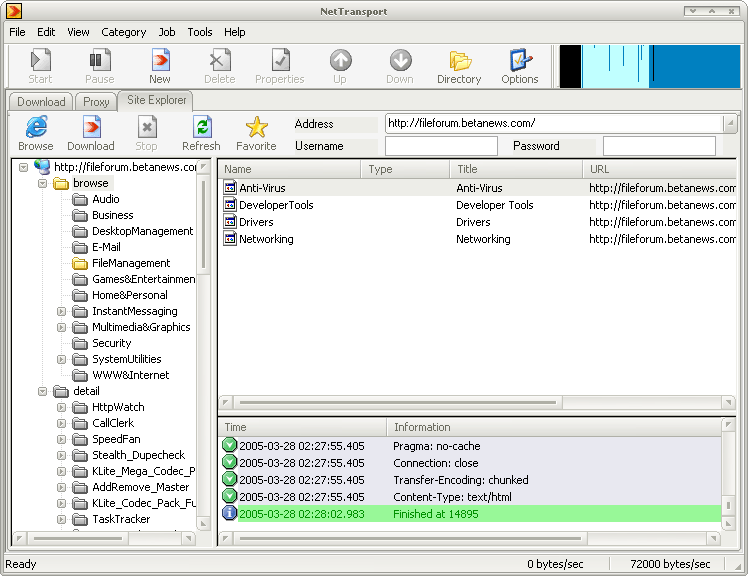 NetTransport
File Edit View Category Job Tools Help
Start Pause New Delete Properties Up Down Directory Options
Download Proxy Site Explorer
Browse Download Stop Refresh Favorite
Address http://fileforum.betanews.com/
Username Password
http://fileforum.betanews.co
browse
Audio
Business
DesktopManagement
E-Mail
FileManagement
Games&Entertainmen
Home&Personal
InstantMessaging
Multimedia&Graphics
Security
SystemUtilities
WWW&Internet
detail
HttpWatch
CallClerk
SpeedFan
Stealth_Dupecheck
KLite_Mega_Codec_P
AddRemove_Master
KLite_Codec_Pack_Fu
TaskTracker
Name Type Title URL
Anti-Virus Anti-Virus http://fileforum.betanews.com
DeveloperTools Developer Tools http://fileforum.betanews.com
Drivers Drivers http://fileforum.betanews.com
Networking Networking http://fileforum.betanews.com
Time Information
2005-03-28 02:27:55.405 Pragma: no-cache
2005-03-28 02:27:55.405 Connection: close
2005-03-28 02:27:55.405 Transfer-Encoding: chunked
2005-03-28 02:27:55.405 Content-Type: text/html
2005-03-28 02:28:02.983 Finished at 14895
Ready 0 bytes/sec 72000 bytes/sec